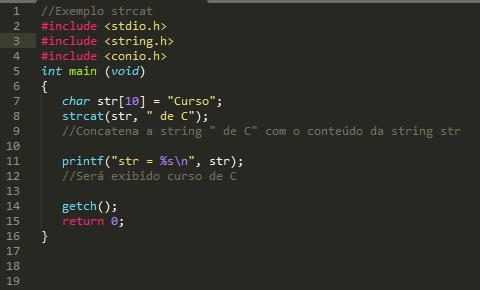 1 //Exemplo strcat
2 #include <stdio.h>
3 #include <string.h>
4 #include <conio.h>
5 int main (void)
6 {
7 char str[10] = "Curso";
8 strcat(str, " de C");
9 //Concatena a string " de C" com o conteúdo da string str
10
11 printf("str = %s\n", str);
12 //Será exibido curso de C
13
14 getch();
15 return 0;
16 }
17
18
19